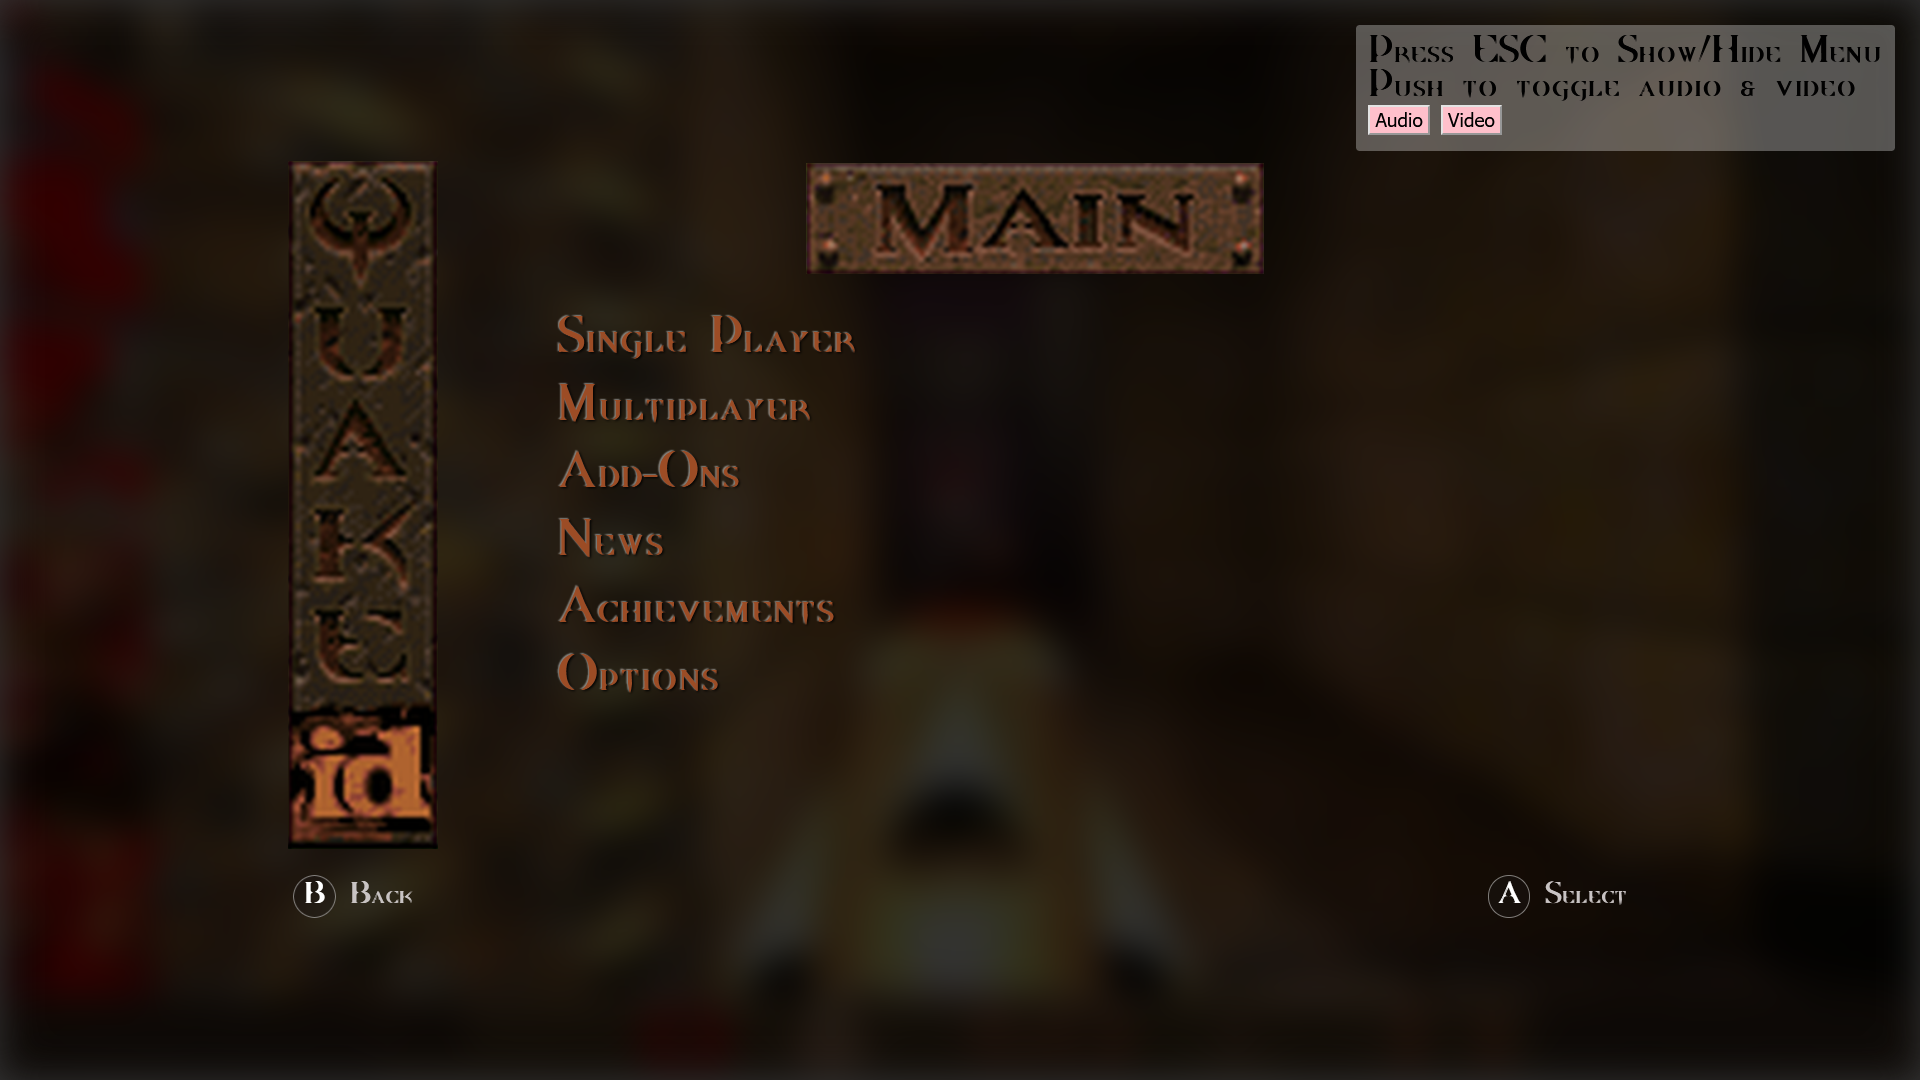 Press ESC to Show/Hide Menu
Push to toggle audio & video
Audio Video
QUAKE
id
Main
Single Player
Multiplayer
Add-Ons
News
Achievements
Options
B Back
A Select